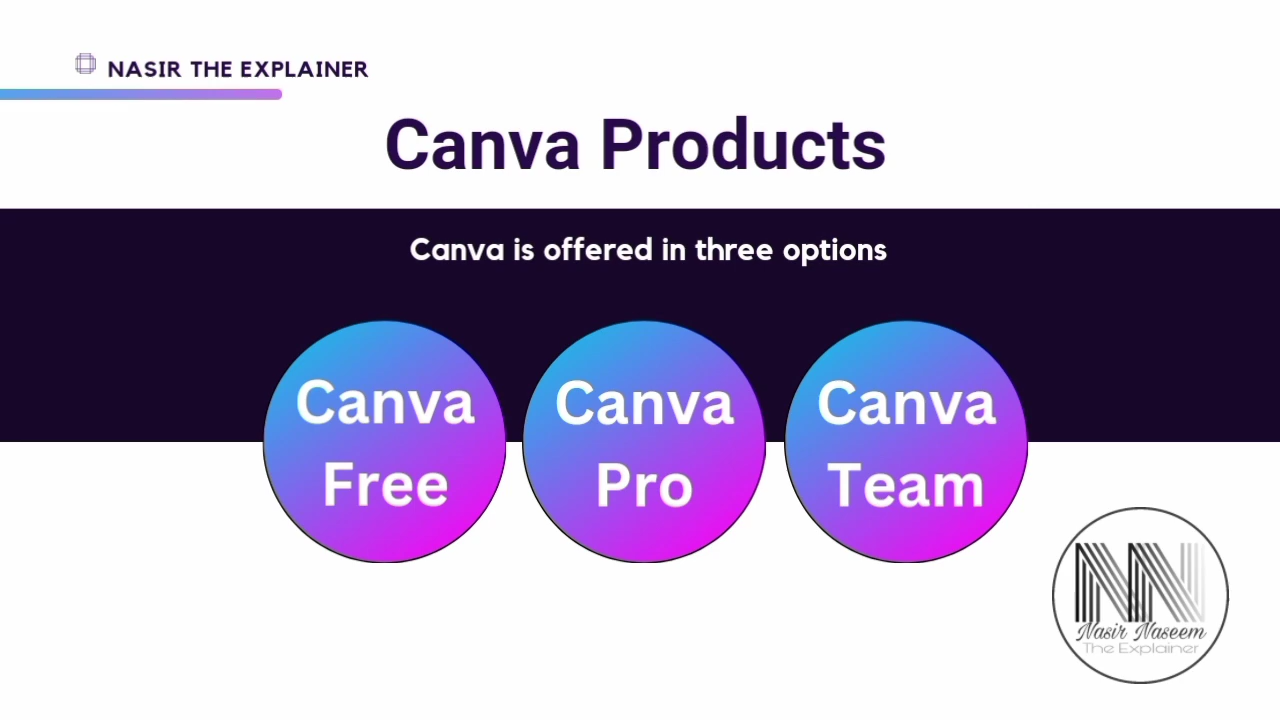 NASIR THE EXPLAINER
Canva Products
Canva is offered in three options
Canva
Free
Canva
Pro
Canva
Team
NN
Nasir Naseem
The Explainer